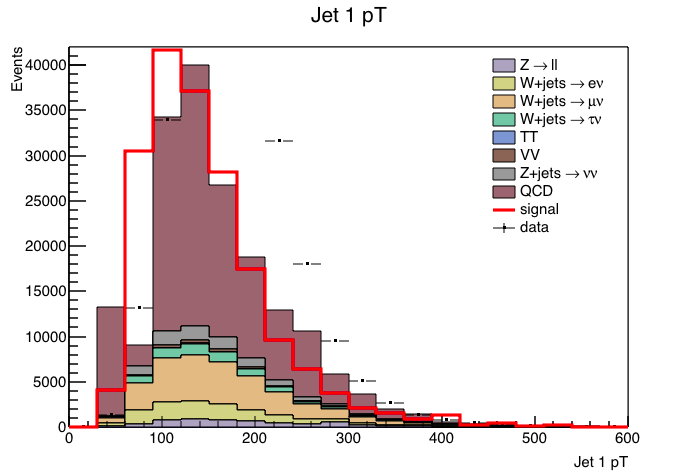 Jet 1 pT
Events
40000
35000
30000
25000
20000
15000
10000
5000
0
0 100 200 300 400 500 600
Jet 1 pT
Z → ll
W+jets → eν
W+jets → μν
W+jets → τν
TT
VV
Z+jets → νν
QCD
signal
data